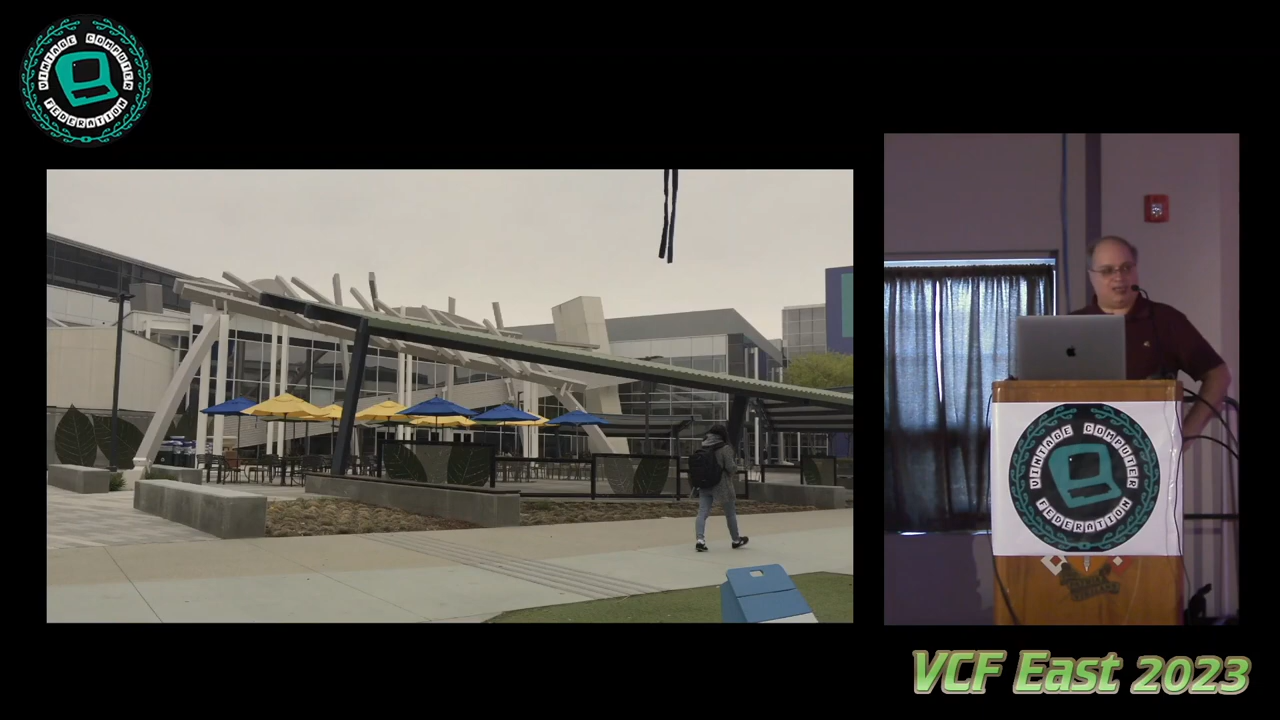 VINTAGE COMPUTER
FEDERATION
VINTAGE COMPUTER
FEDERATION
VCF East 2023